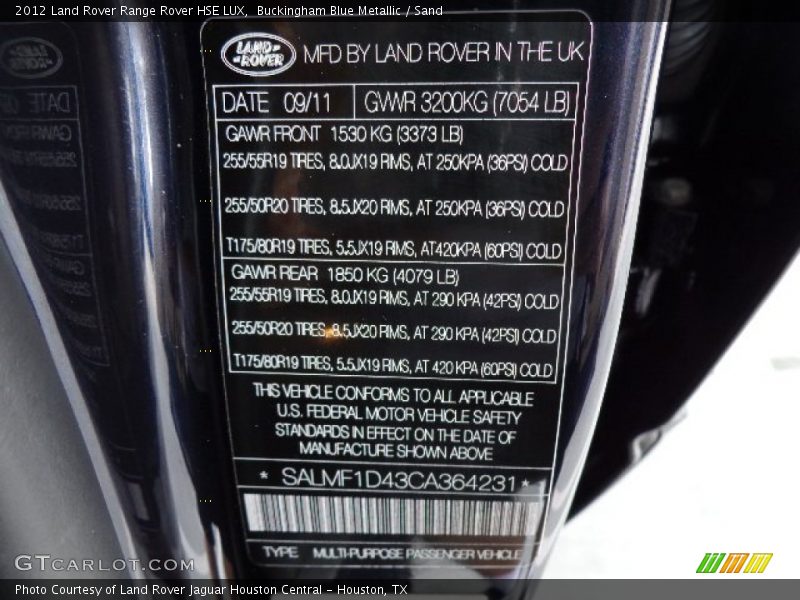 2012 Land Rover Range Rover HSE LUX, Buckingham Blue Metallic / Sand
LAND-ROVER MFD BY LAND ROVER IN THE UK
DATE 09/11 GVWR 3200KG (7054 LB)
GAWR FRONT 1530 KG (3373 LB)
255/55R19 TIRES, 8.0JX19 RIMS, AT 250KPA (36PSI) COLD
255/50R20 TIRES, 8.5JX20 RIMS, AT 250KPA (36PSI) COLD
T175/80R19 TIRES, 5.5JX19 RIMS, AT420KPA (60PSI) COLD
GAWR REAR 1850 KG (4079 LB)
255/55R19 TIRES, 8.0JX19 RIMS, AT 290 KPA (42PSI) COLD
255/50R20 TIRES, 8.5JX20 RIMS, AT 290 KPA (42PSI) COLD
T175/80R19 TIRES, 5.5JX19 RIMS, AT 420 KPA (60PSI) COLD
THIS VEHICLE CONFORMS TO ALL APPLICABLE
U.S. FEDERAL MOTOR VEHICLE SAFETY
STANDARDS IN EFFECT ON THE DATE OF
MANUFACTURE SHOWN ABOVE
* SALMF1D43CA364231 *
TYPE MULTI-PURPOSE PASSENGER VEHICLE
GTCARLOT.COM
Photo Courtesy of Land Rover Jaguar Houston Central - Houston, TX